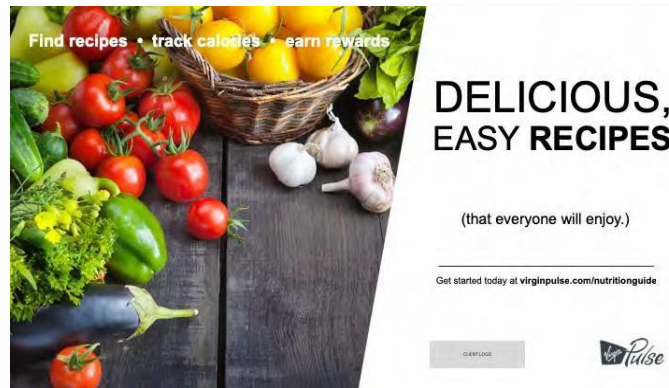 Find recipes • track calories • earn rewards
DELICIOUS,
EASY RECIPES
(that everyone will enjoy.)
Get started today at virginpulse.com/nutritionguide
CLIENT LOGO
Virgin Pulse